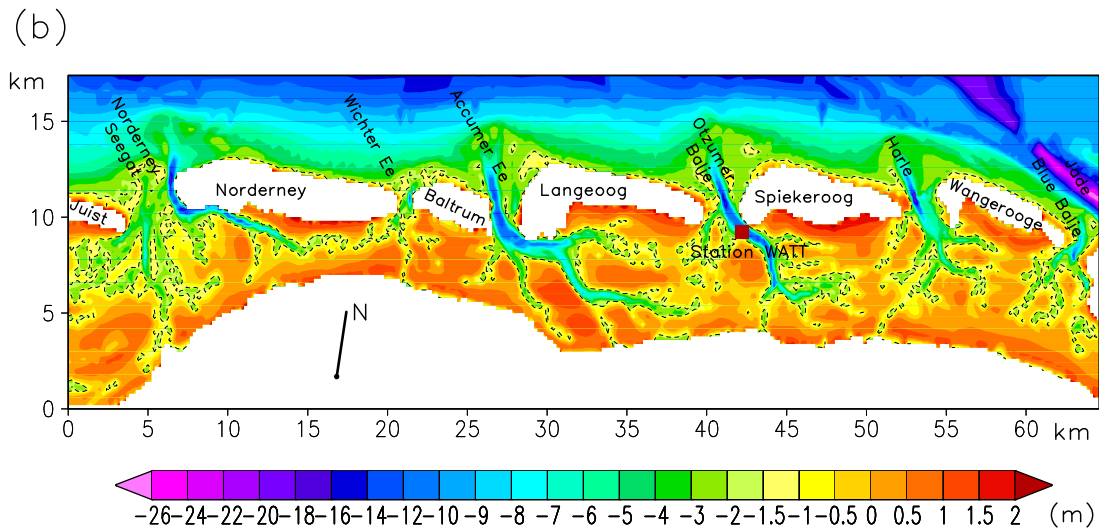 (b)
km
15
10
5
0
Norderney
Seegat
Wichter Ee
Accumer Ee
Otzumer
Balje
Harle
Jade
Blue Balje
Juist
Norderney
Baltrum
Langeoog
Spiekeroog
Wangerooge
Station WATT
N
0 5 10 15 20 25 30 35 40 45 50 55 60 km
-26 -24 -22 -20 -18 -16 -14 -12 -10 -9 -8 -7 -6 -5 -4 -3 -2 -1.5 -1 -0.5 0 0.5 1 1.5 2 (m)